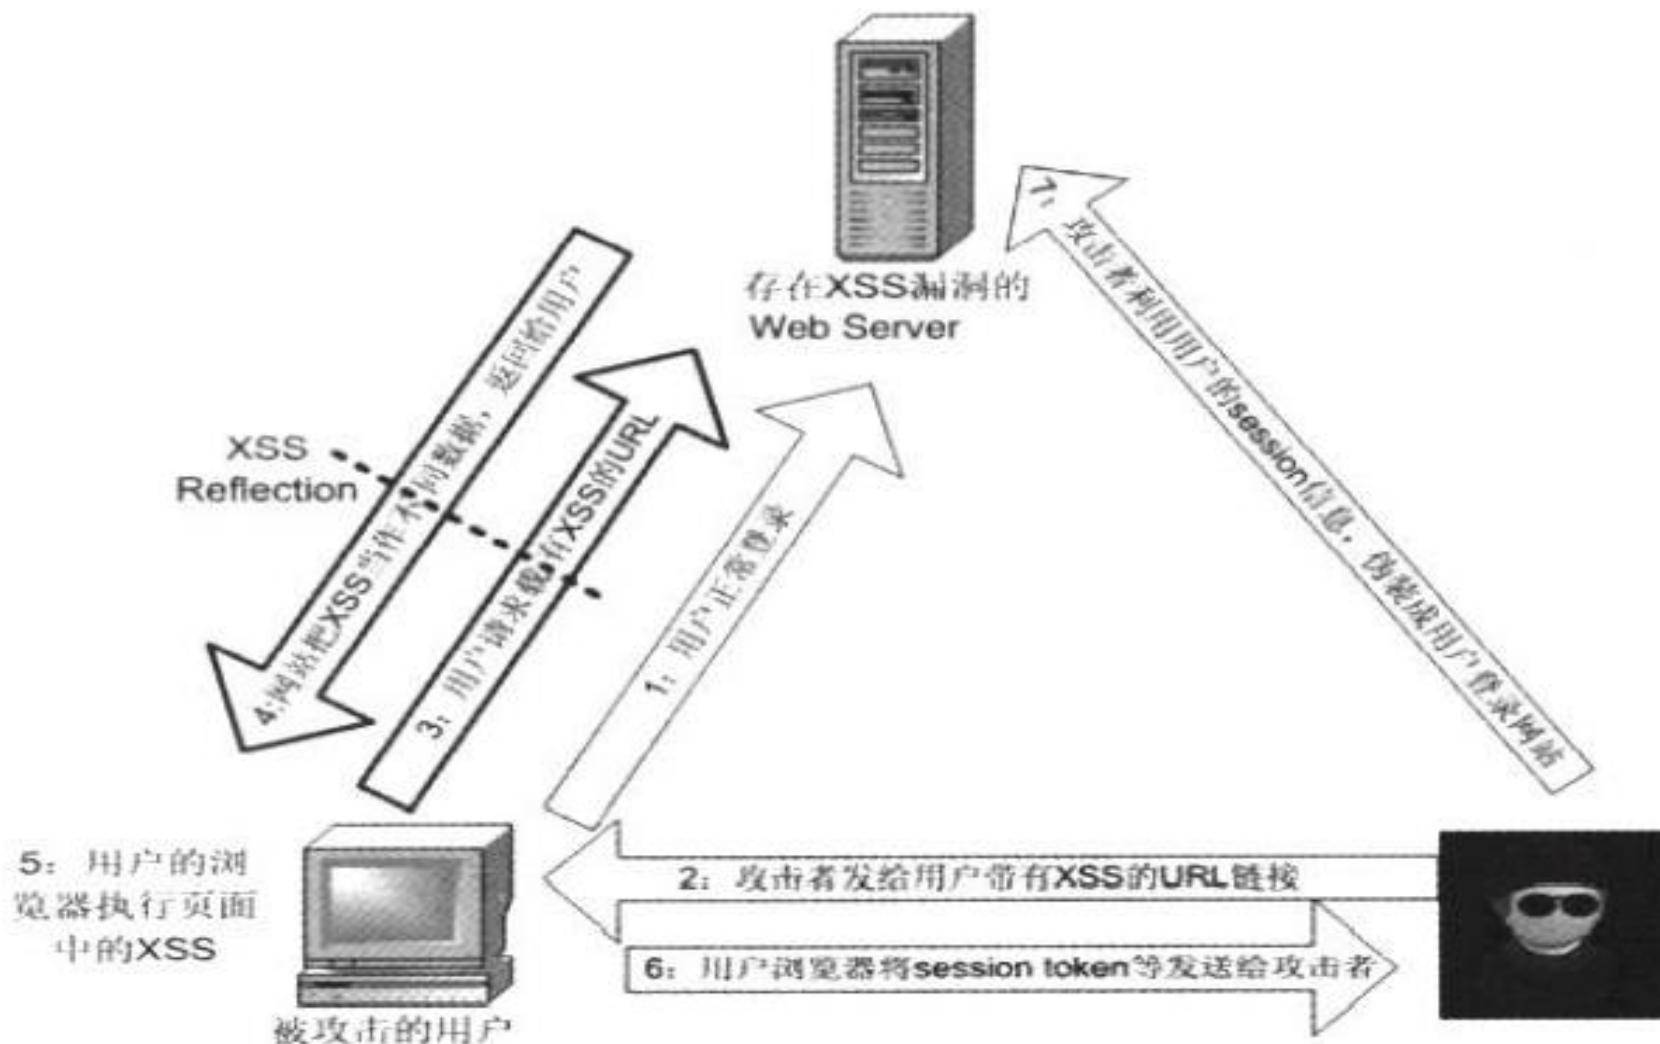 存在XSS漏洞的
Web Server
7：攻击者利用用户的session信息，伪装成用户登录网站
4:网站把XSS当作不同数据，返回给用户
XSS
Reflection
3：用户请求载有XSS的URL
1：用户正常登录
5：用户的浏
览器执行页面
中的XSS
2：攻击者发给用户带有XSS的URL链接
6：用户浏览器将session token等发送给攻击者
被攻击的用户